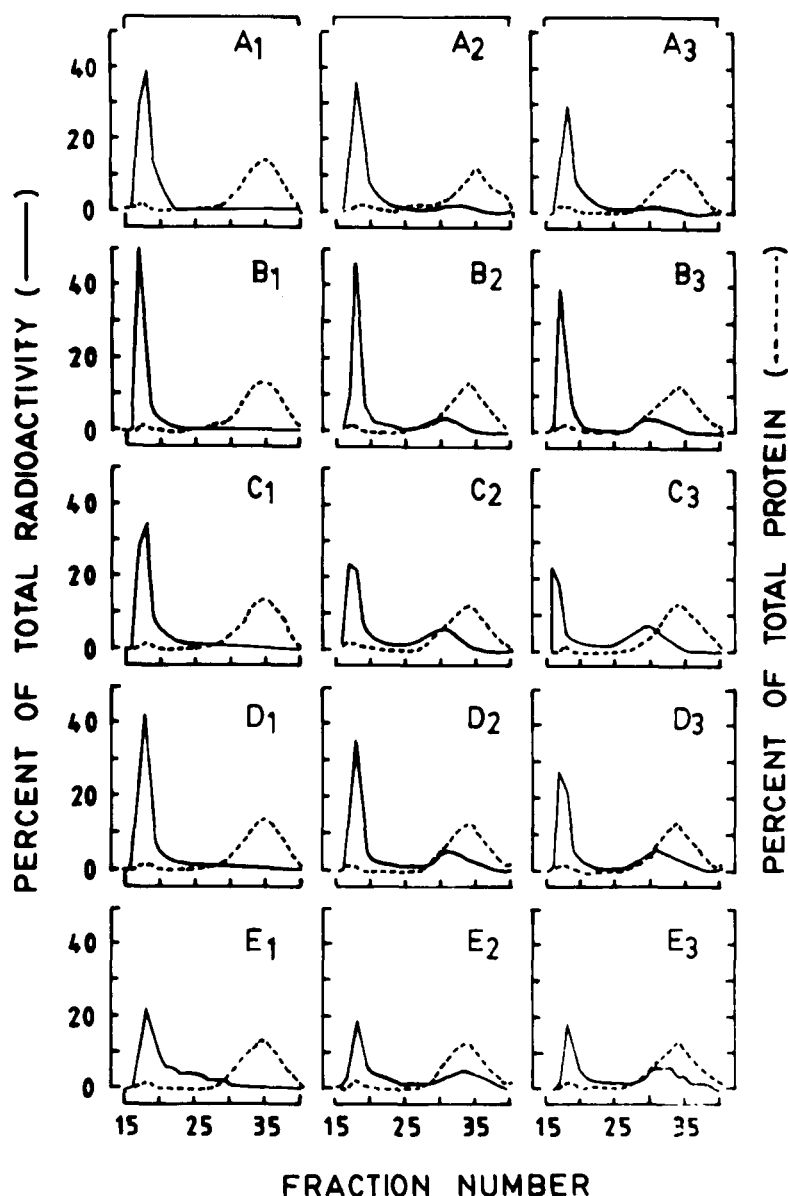 A1 A2 A3
40
20
0
B1 B2 B3
40
20
0
C1 C2 C3
40
20
0
D1 D2 D3
40
20
0
E1 E2 E3
40
20
0
15 25 35 15 25 35 15 25 35
FRACTION NUMBER
PERCENT OF TOTAL RADIOACTIVITY (——)
PERCENT OF TOTAL PROTEIN (-------)